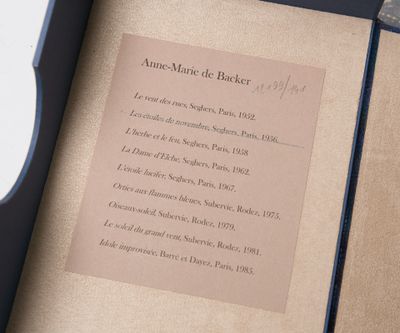 Anne-Marie de Backer
Le vent des rues, Seghers, Paris, 1952.
Les étoiles de novembre, Seghers, Paris, 1956.
L'herbe et le feu, Seghers, Paris, 1958
La Dame d'Elche, Seghers, Paris, 1962.
L'étoile lucifer, Seghers, Paris, 1967.
Orties aux flammes bleues, Subervie, Rodez, 1975.
Oiseaux-soleil, Subervie, Rodez, 1979.
Le soleil du grand vent, Subervie, Rodez, 1981.
Idole improvisée, Barré et Dayez, Paris, 1985.